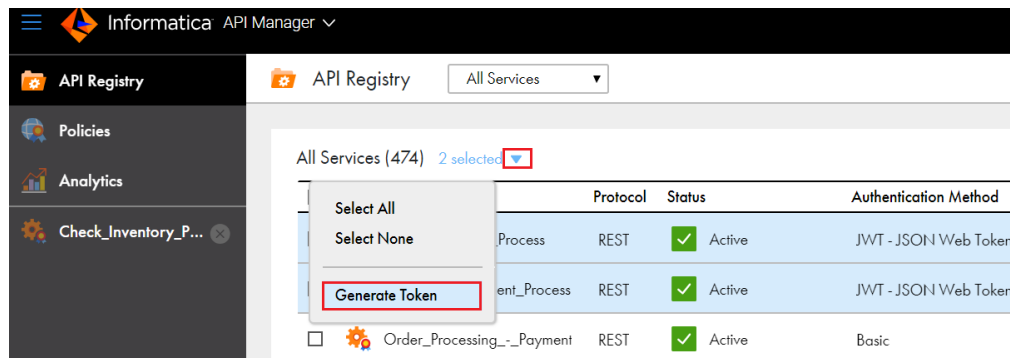 Informatica API Manager
API Registry
Policies
Analytics
Check_Inventory_P...
API Registry All Services
All Services (474) 2 selected
Protocol Status Authentication Method
Select All
Select None
Generate Token
_Process REST Active JWT - JSON Web Token
ent_Process REST Active JWT - JSON Web Token
Order_Processing_-_Payment REST Active Basic